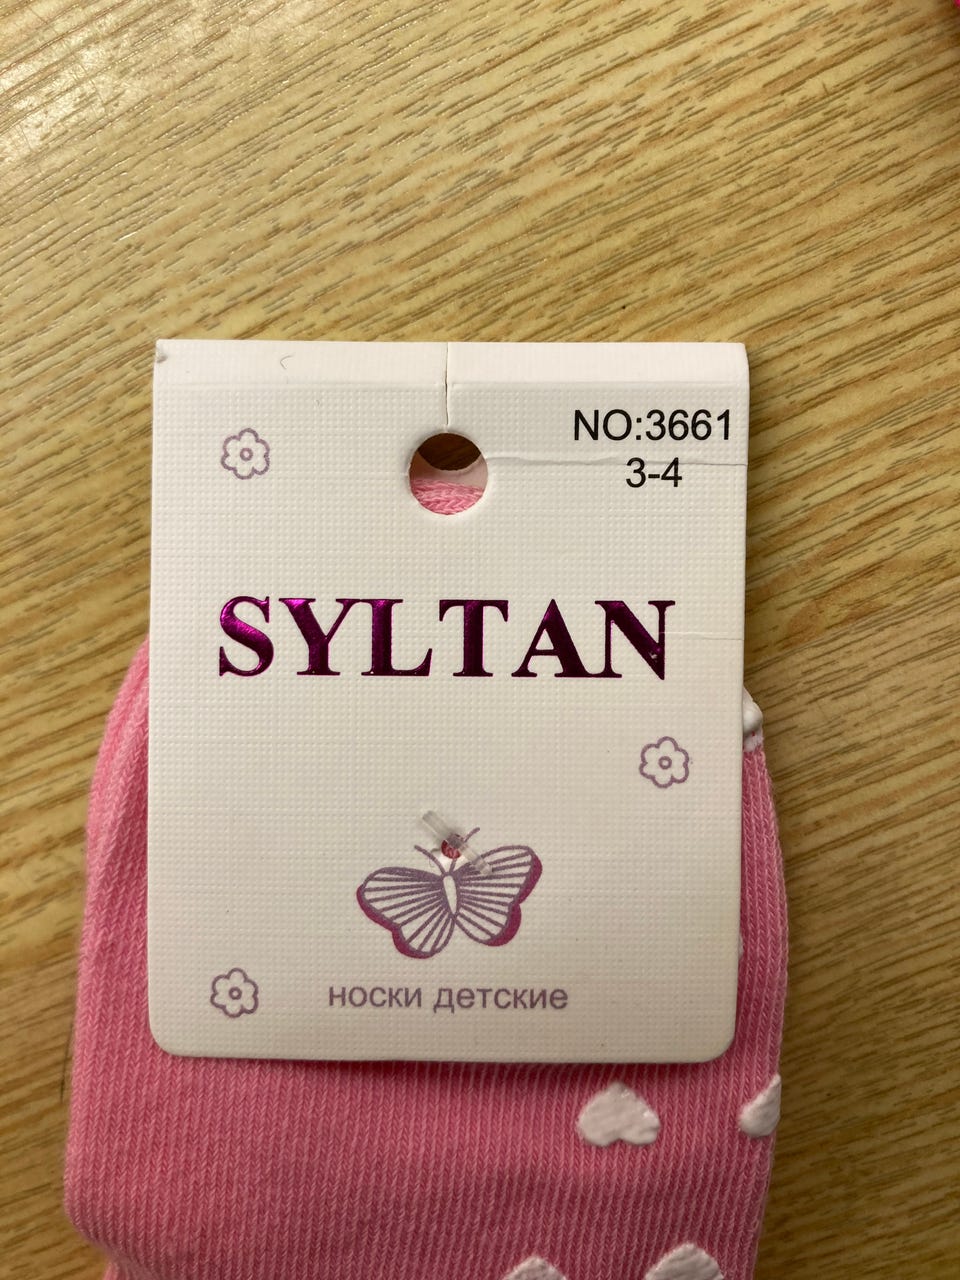 NO:3661
3-4
SYLTAN
носки детские